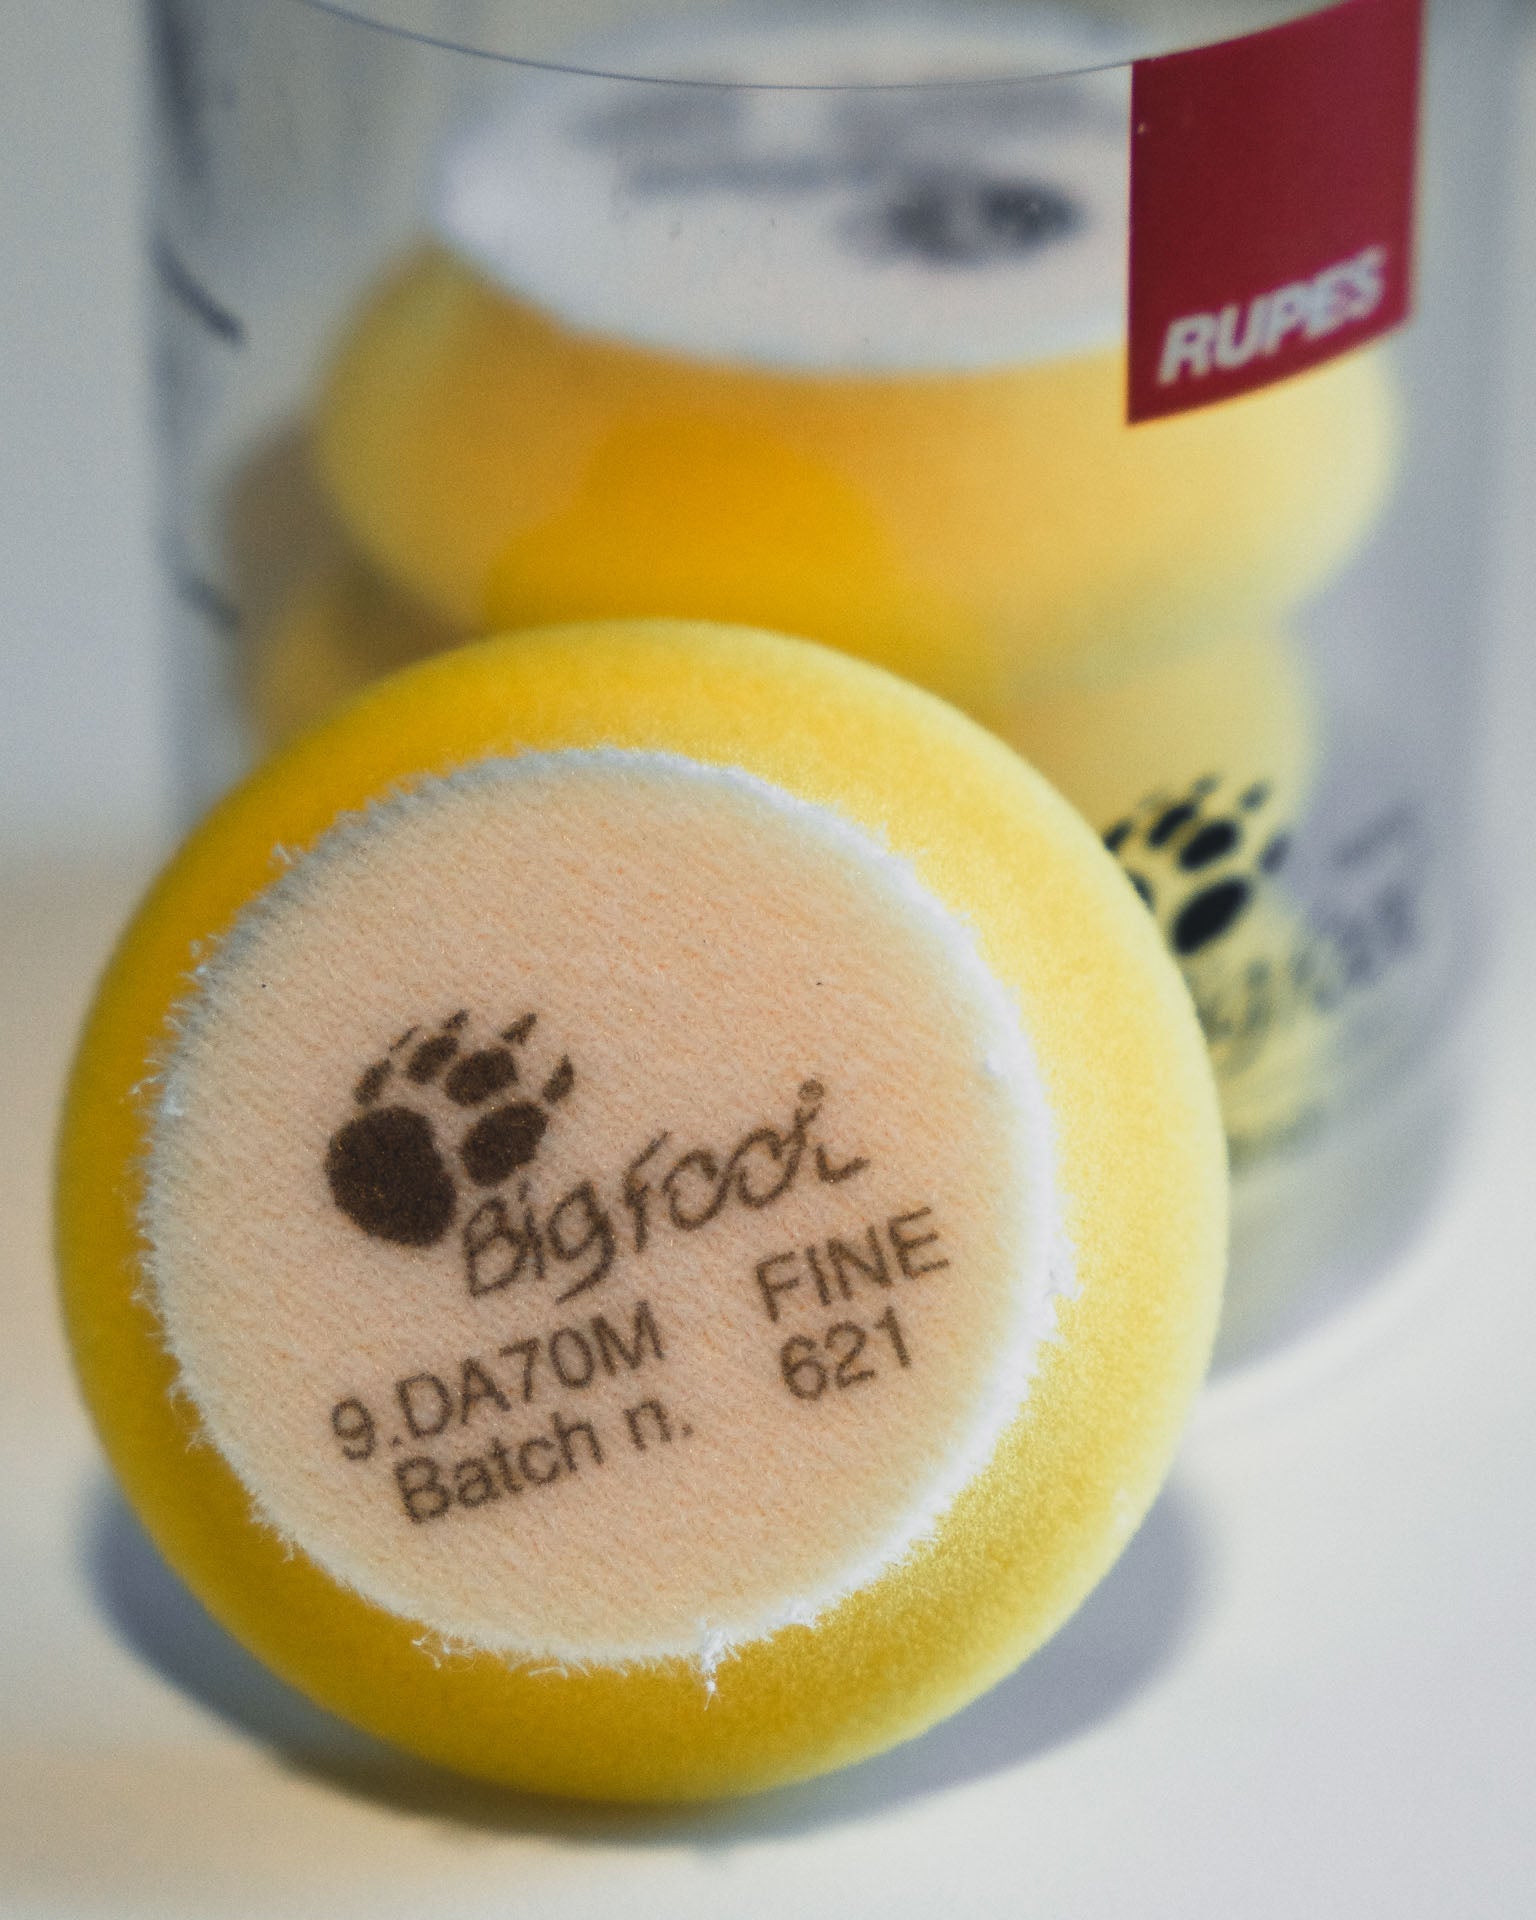 RUPES
Bigfoot®
FINE
9.DA70M 621
Batch n.